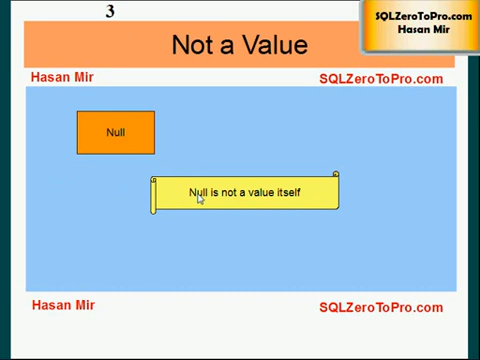 3
SQLZeroToPro.com
Hasan Mir
Not a Value
Hasan Mir
SQLZeroToPro.com
Null
Null is not a value itself
Hasan Mir
SQLZeroToPro.com